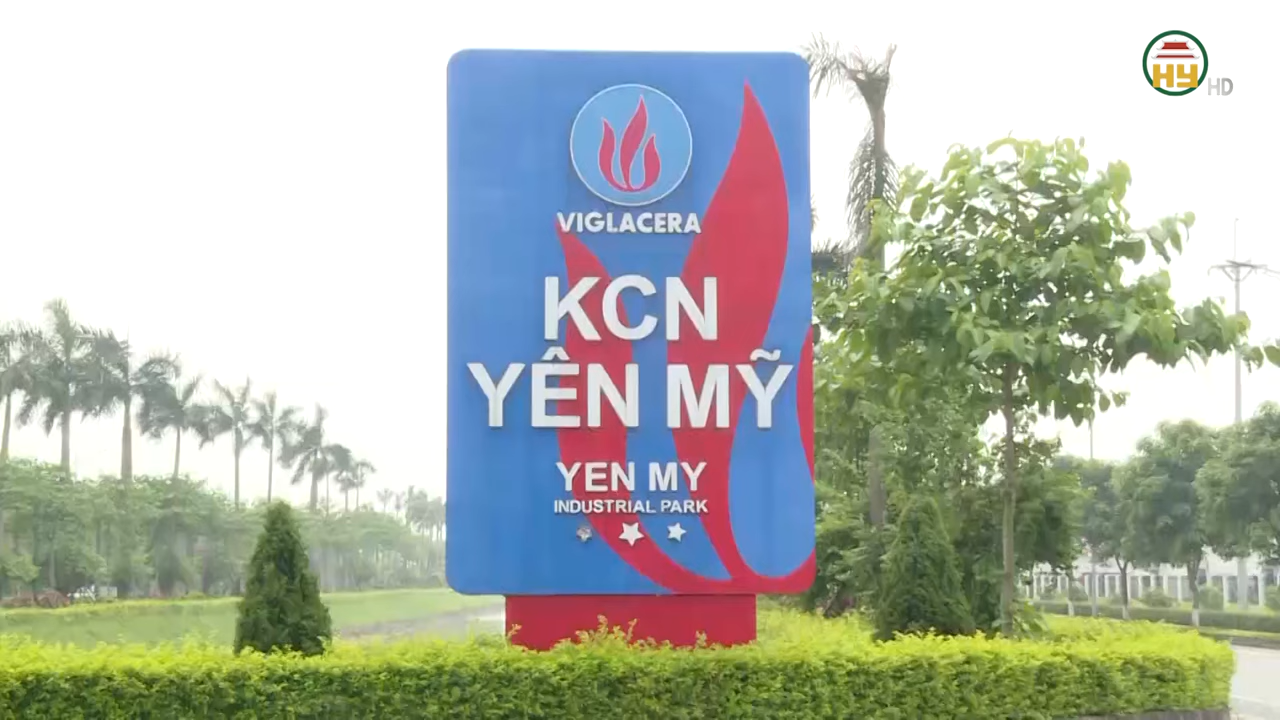 VIGLACERA
KCN
YÊN MỸ
YEN MY
INDUSTRIAL PARK
HY HD